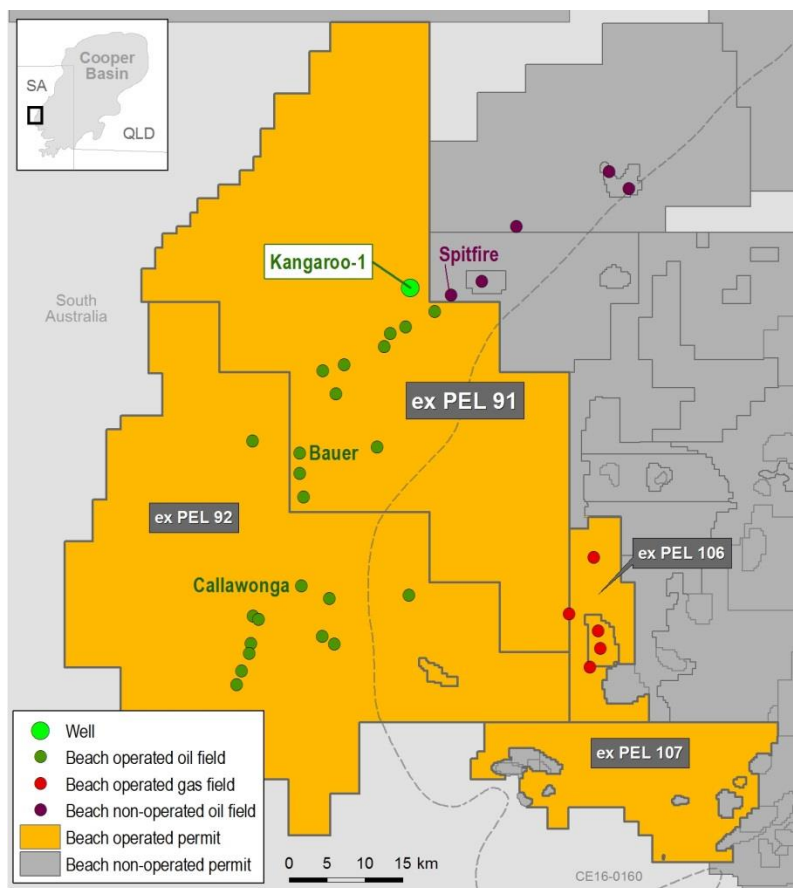 Cooper
Basin
SA
QLD
Kangaroo-1
Spitfire
South
Australia
ex PEL 91
Bauer
ex PEL 92
ex PEL 106
Callawonga
ex PEL 107
Well
Beach operated oil field
Beach operated gas field
Beach non-operated oil field
Beach operated permit
Beach non-operated permit
0 5 10 15 km
CE16-0160